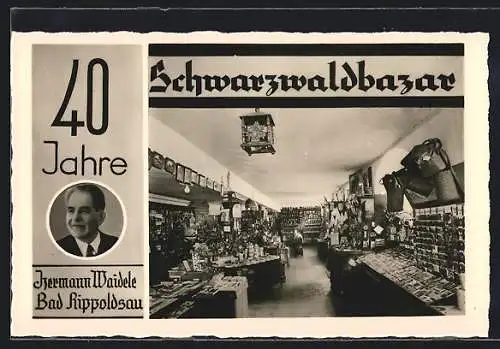 40
Jahre
Hermann Waidele
Bad Rippoldsau
Schwarzwaldbazar